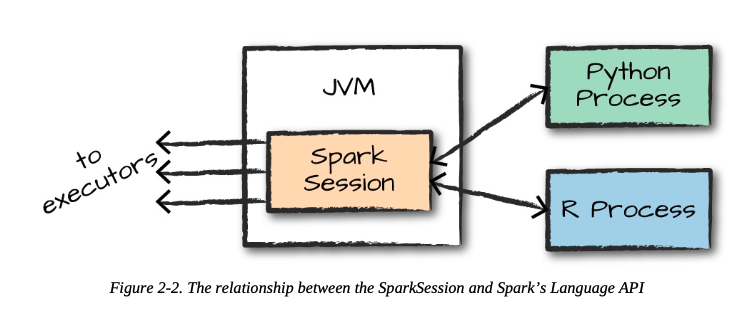 JVM
Spark
Session
to
executors
Python
Process
R Process
Figure 2-2. The relationship between the SparkSession and Spark's Language API